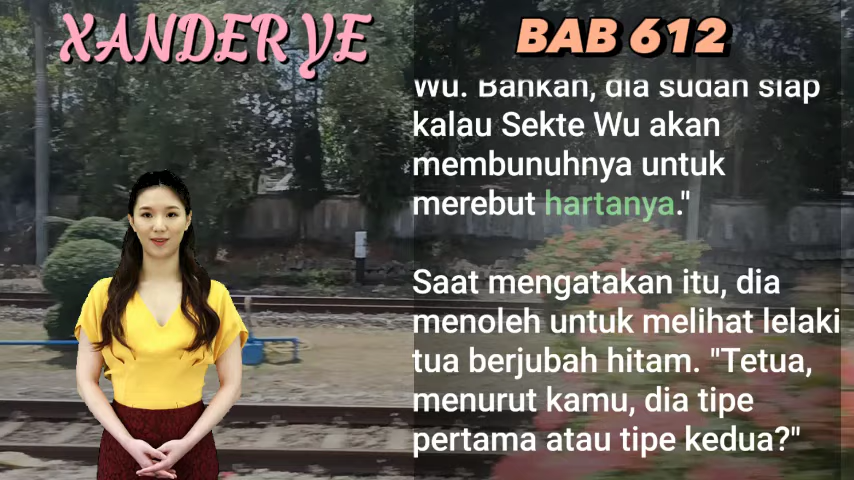 XANDER YE
BAB 612
Wu. Bahkan, dia sudah siap
kalau Sekte Wu akan
membunuhnya untuk
merebut hartanya."
Saat mengatakan itu, dia
menoleh untuk melihat lelaki
tua berjubah hitam. "Tetua,
menurut kamu, dia tipe
pertama atau tipe kedua?"